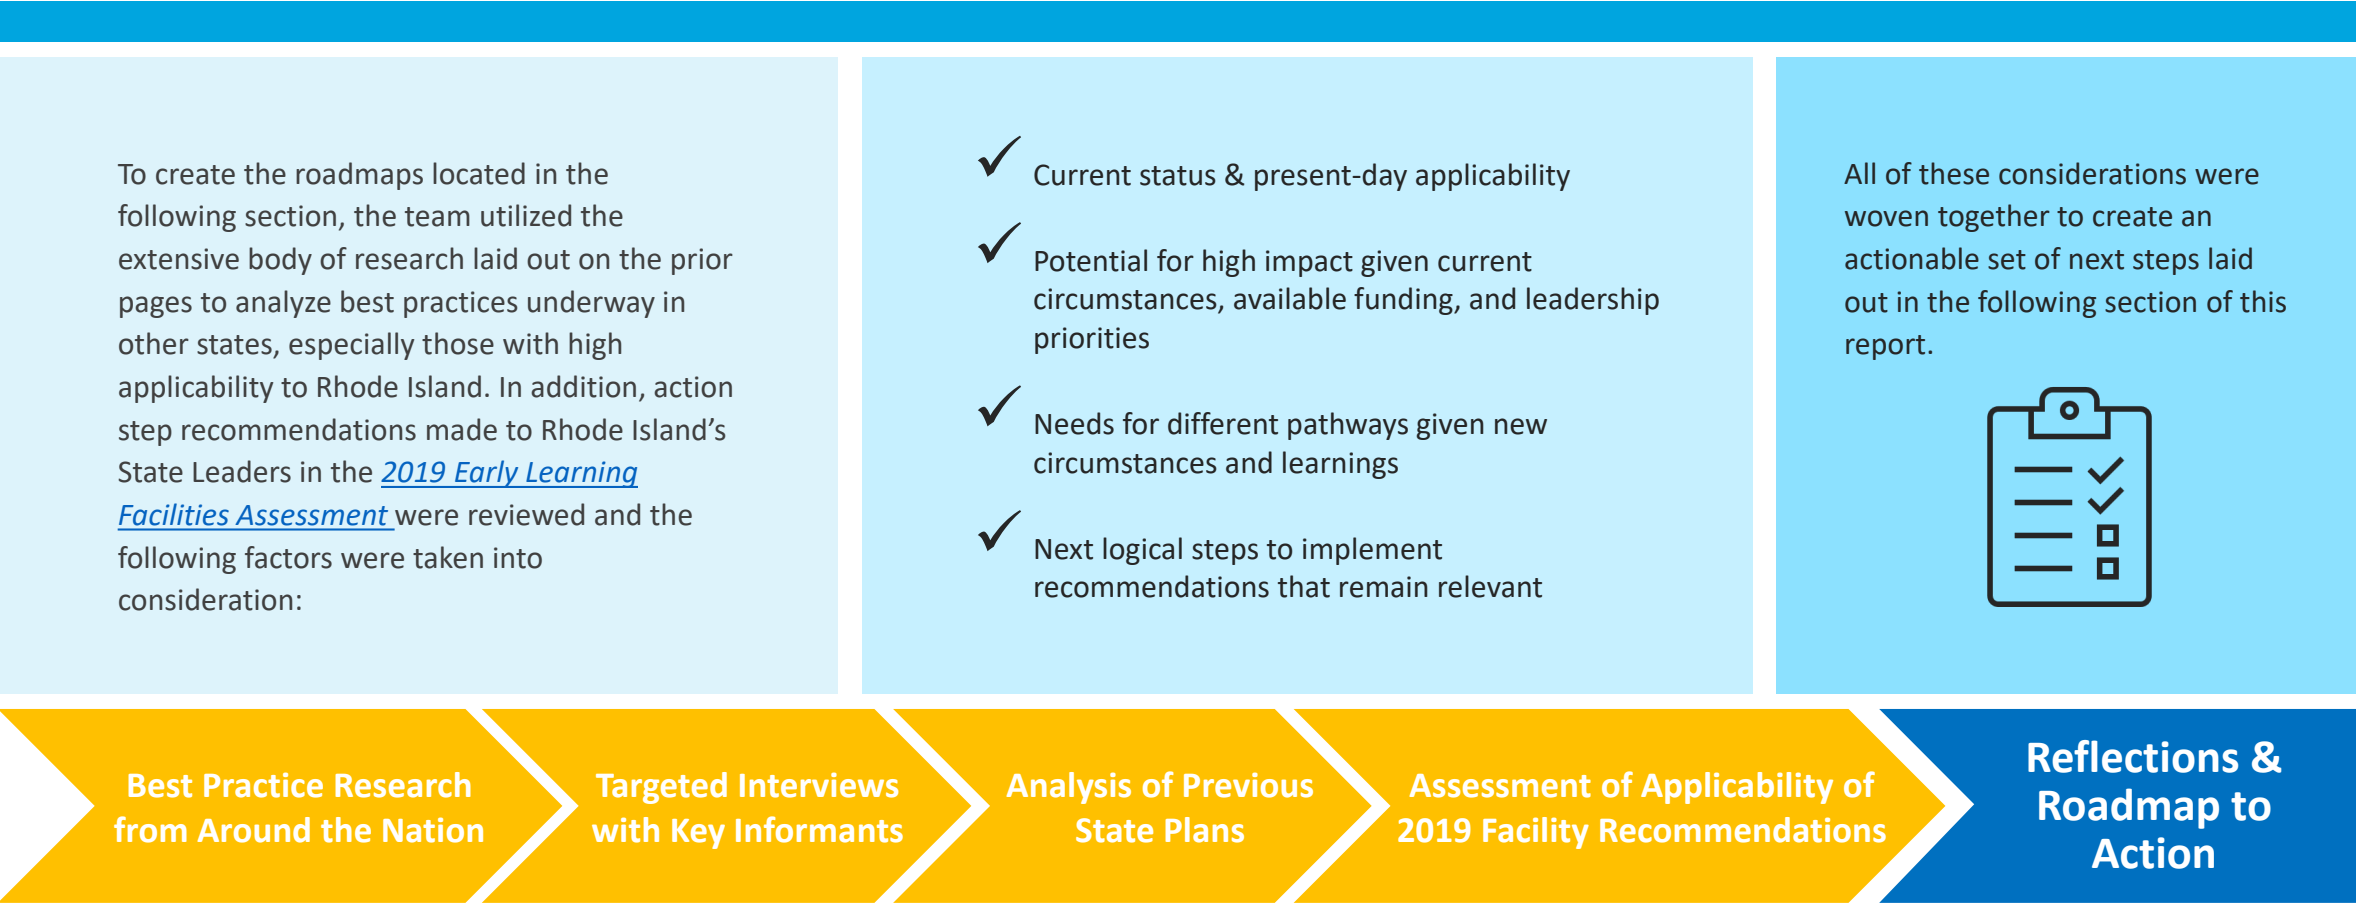 To create the roadmaps located in the
following section, the team utilized the
extensive body of research laid out on the prior
pages to analyze best practices underway in
other states, especially those with high
applicability to Rhode Island. In addition, action
step recommendations made to Rhode Island’s
State Leaders in the 2019 Early Learning
Facilities Assessment were reviewed and the
following factors were taken into
consideration:
Current status & present-day applicability
Potential for high impact given current
circumstances, available funding, and leadership
priorities
Needs for different pathways given new
circumstances and learnings
Next logical steps to implement
recommendations that remain relevant
All of these considerations were
woven together to create an
actionable set of next steps laid
out in the following section of this
report.
Best Practice Research
from Around the Nation
Targeted Interviews
with Key Informants
Analysis of Previous
State Plans
Assessment of Applicability of
2019 Facility Recommendations
Reflections &
Roadmap to
Action